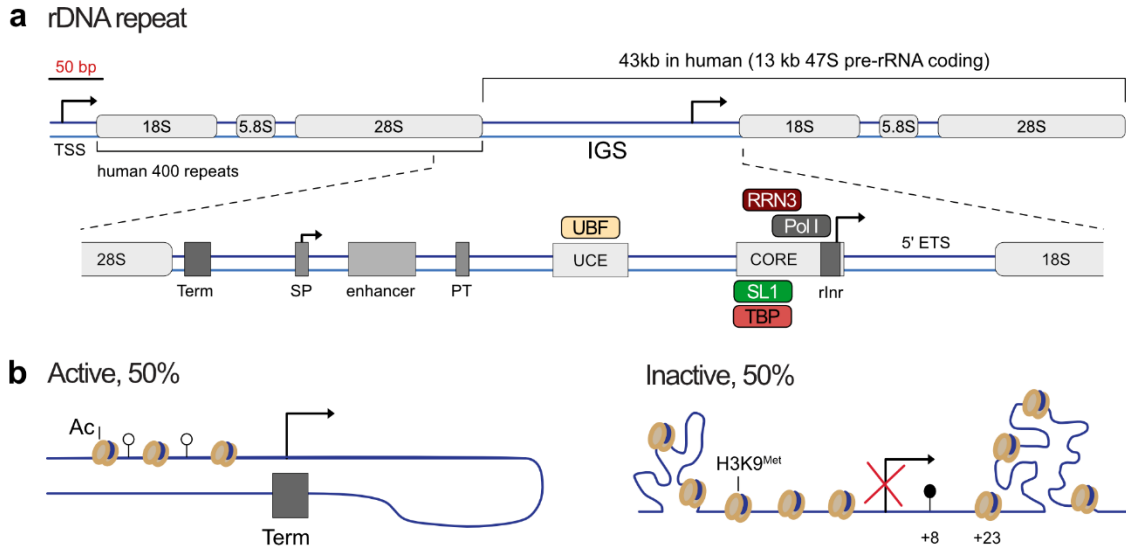 a rDNA repeat
50 bp
43kb in human (13 kb 47S pre-rRNA coding)
18S 5.8S 28S 18S 5.8S 28S
TSS IGS
human 400 repeats
RRN3
UBF Pol I
5' ETS
28S UCE CORE 18S
Term SP enhancer PT SL1 rInr
TBP
b Active, 50% Inactive, 50%
Ac
H3K9Met
Term
+8 +23